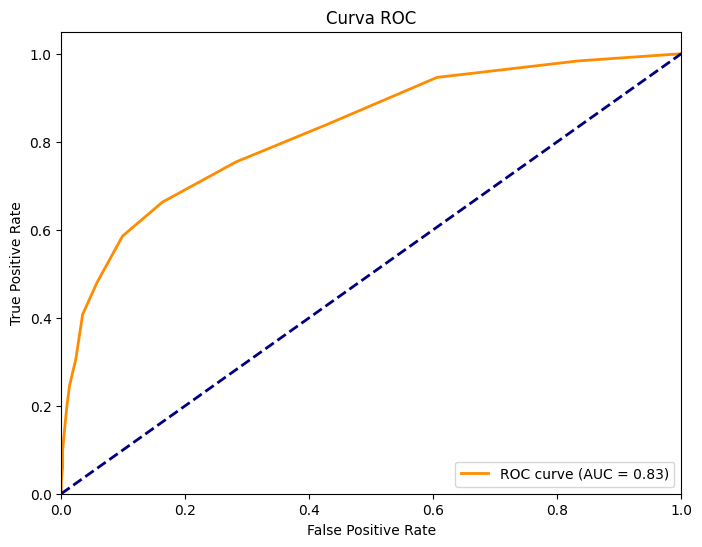 Curva ROC
True Positive Rate
1.0
0.8
0.6
0.4
0.2
0.0
ROC curve (AUC = 0.83)
0.0 0.2 0.4 0.6 0.8 1.0
False Positive Rate